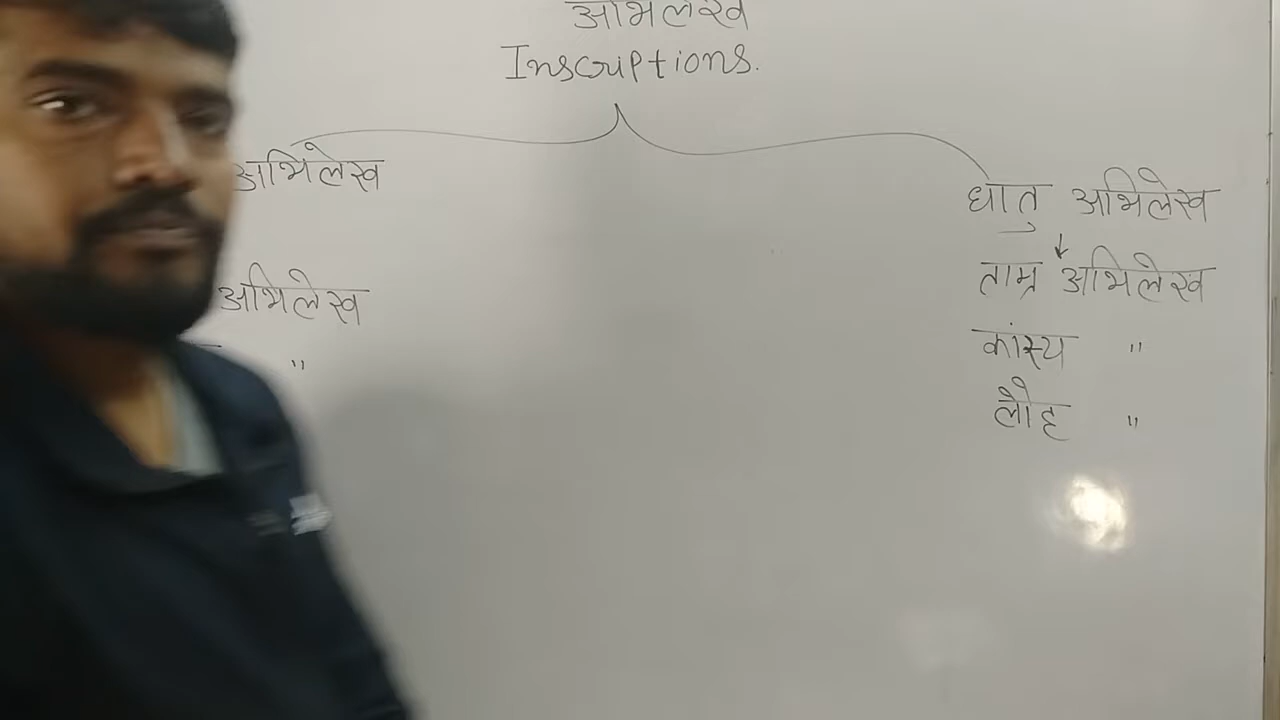 अभिलेख
Inscriptions.
अभिलेख
अभिलेख
"
धातु अभिलेख
ताम्र अभिलेख
कांस्य "
लौह "